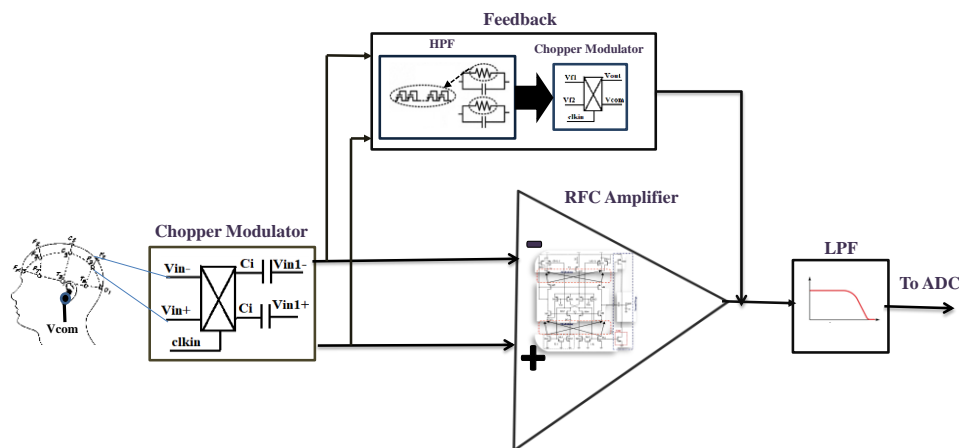 Feedback
HPF
Chopper Modulator
Vf1
Vout
Vf2
Vcom
clkin
RFC Amplifier
Chopper Modulator
Vin-
Ci
Vin1-
Vin+
Ci
Vin1+
clkin
Vcom
-
+
LPF
To ADC